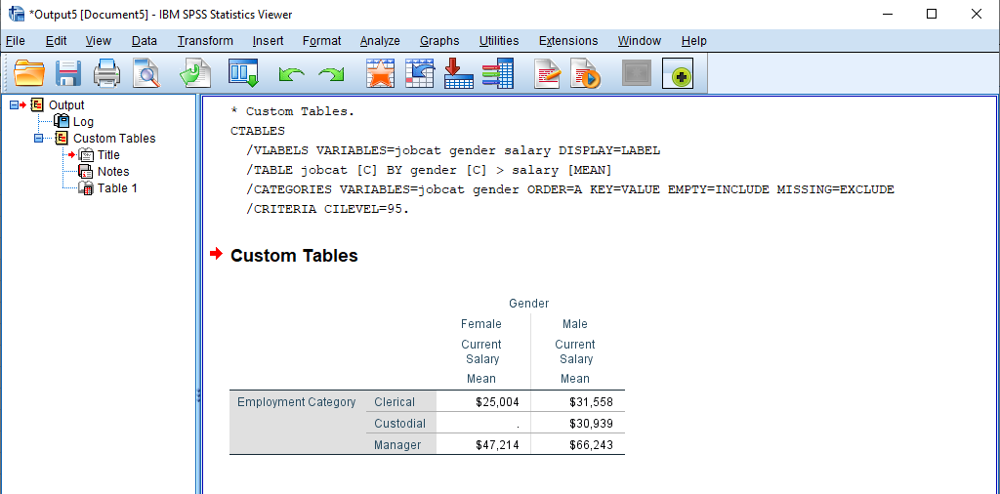 *Output5 [Document5] - IBM SPSS Statistics Viewer
File Edit View Data Transform Insert Format Analyze Graphs Utilities Extensions Window Help
Output
Log
Custom Tables
Title
Notes
Table 1
* Custom Tables.
CTABLES
/VLABELS VARIABLES=jobcat gender salary DISPLAY=LABEL
/TABLE jobcat [C] BY gender [C] > salary [MEAN]
/CATEGORIES VARIABLES=jobcat gender ORDER=A KEY=VALUE EMPTY=INCLUDE MISSING=EXCLUDE
/CRITERIA CILEVEL=95.
Custom Tables
Gender
Female Male
Current Current
Salary Salary
Mean Mean
Employment Category Clerical $25,004 $31,558
Custodial . $30,939
Manager $47,214 $66,243